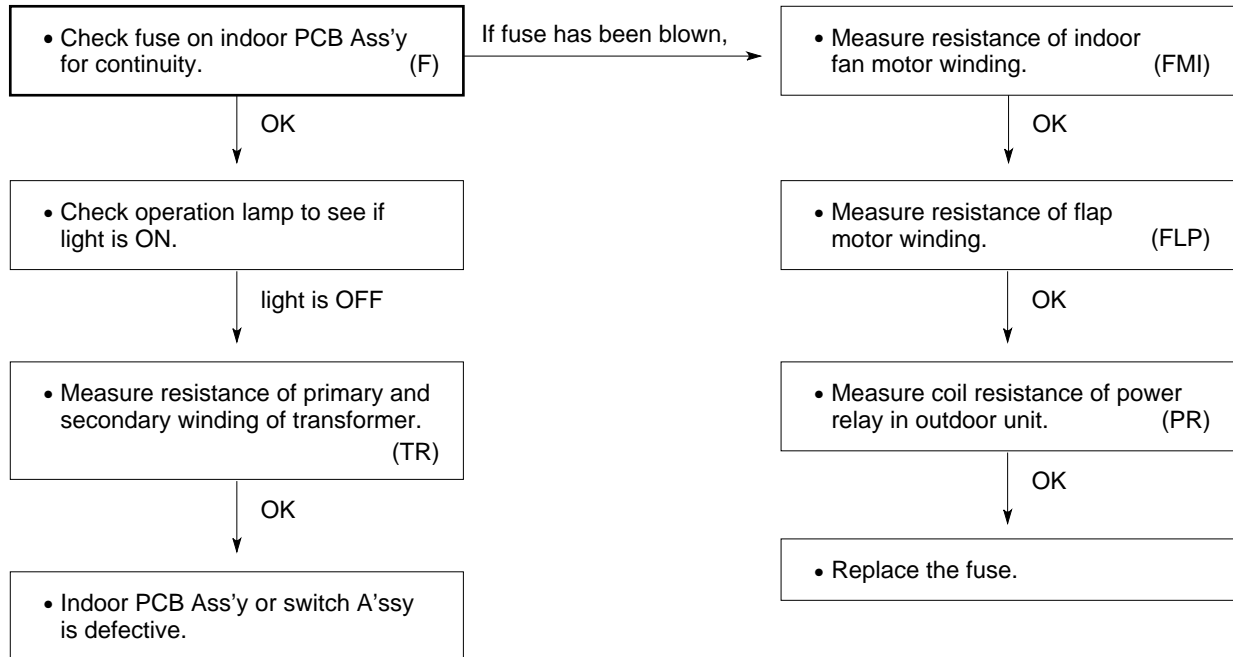 • Check fuse on indoor PCB Ass'y
for continuity. (F)
If fuse has been blown,
OK
• Check operation lamp to see if
light is ON.
light is OFF
• Measure resistance of primary and
secondary winding of transformer.
(TR)
OK
• Indoor PCB Ass'y or switch A'ssy
is defective.
• Measure resistance of indoor
fan motor winding. (FMI)
OK
• Measure resistance of flap
motor winding. (FLP)
OK
• Measure coil resistance of power
relay in outdoor unit. (PR)
OK
• Replace the fuse.